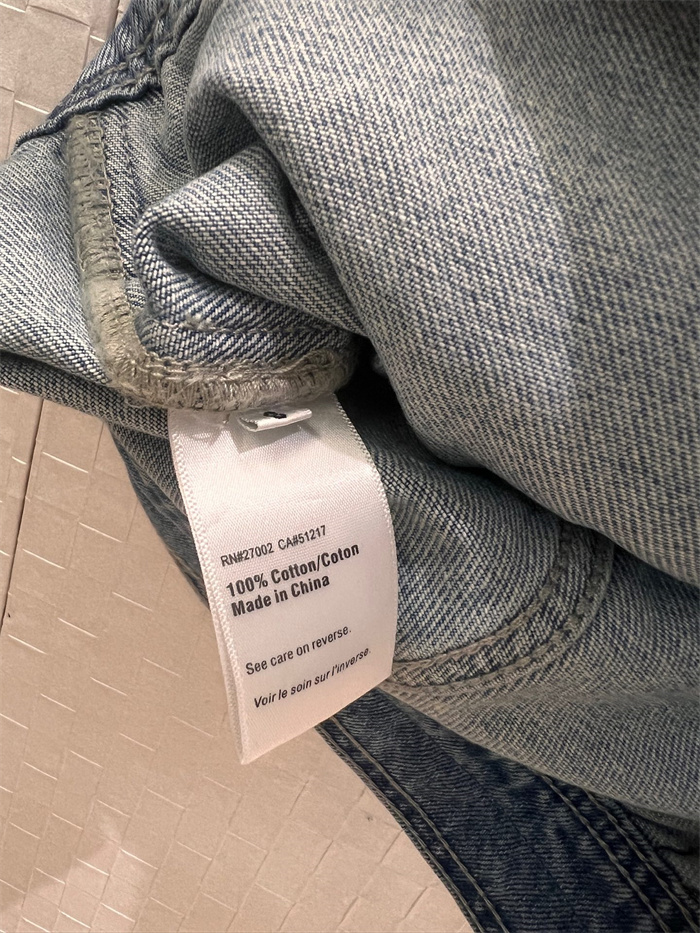 RN#27002 CA#51217
100% Cotton/Coton
Made in China
See care on reverse.
Voir le soin sur l'inverse.